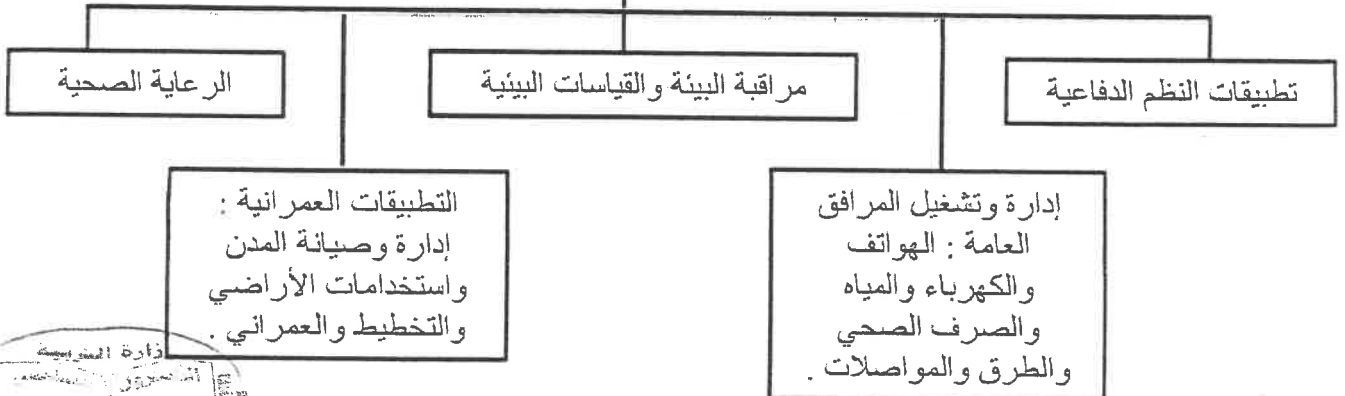 تطبيقات النظم الدفاعية
مراقبة البيئة والقياسات البيئية
الرعاية الصحية
إدارة وتشغيل المرافق
العامة : الهواتف
والكهرباء والمياه
والصرف الصحي
والطرق والمواصلات .
التطبيقات العمرانية :
إدارة وصيانة المدن
واستخدامات الأراضي
والتخطيط والعمراني .